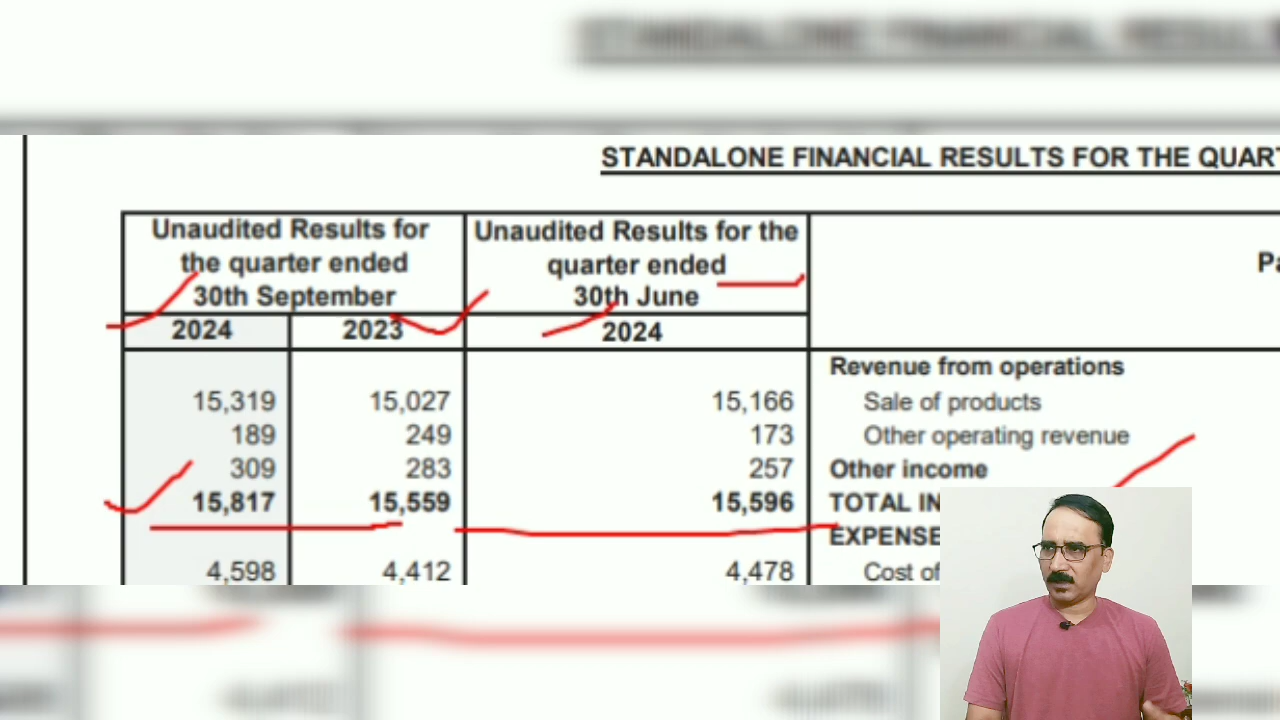 STANDALONE FINANCIAL RESULTS FOR THE QUART
Unaudited Results for the quarter ended 30th September
Unaudited Results for the quarter ended 30th June
2024 2023 2024
Revenue from operations
15,319 15,027 15,166 Sale of products
189 249 173 Other operating revenue
309 283 257 Other income
15,817 15,559 15,596 TOTAL IN
EXPENSE
4,598 4,412 4,478 Cost of